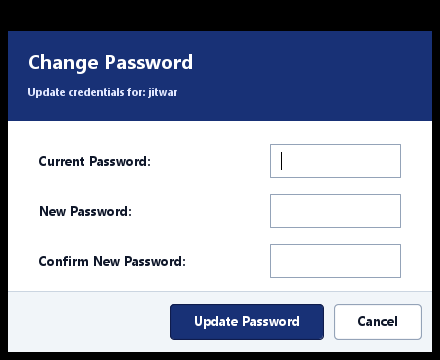 Change Password
Update credentials for: jitwar
Current Password:
New Password:
Confirm New Password:
Update Password
Cancel